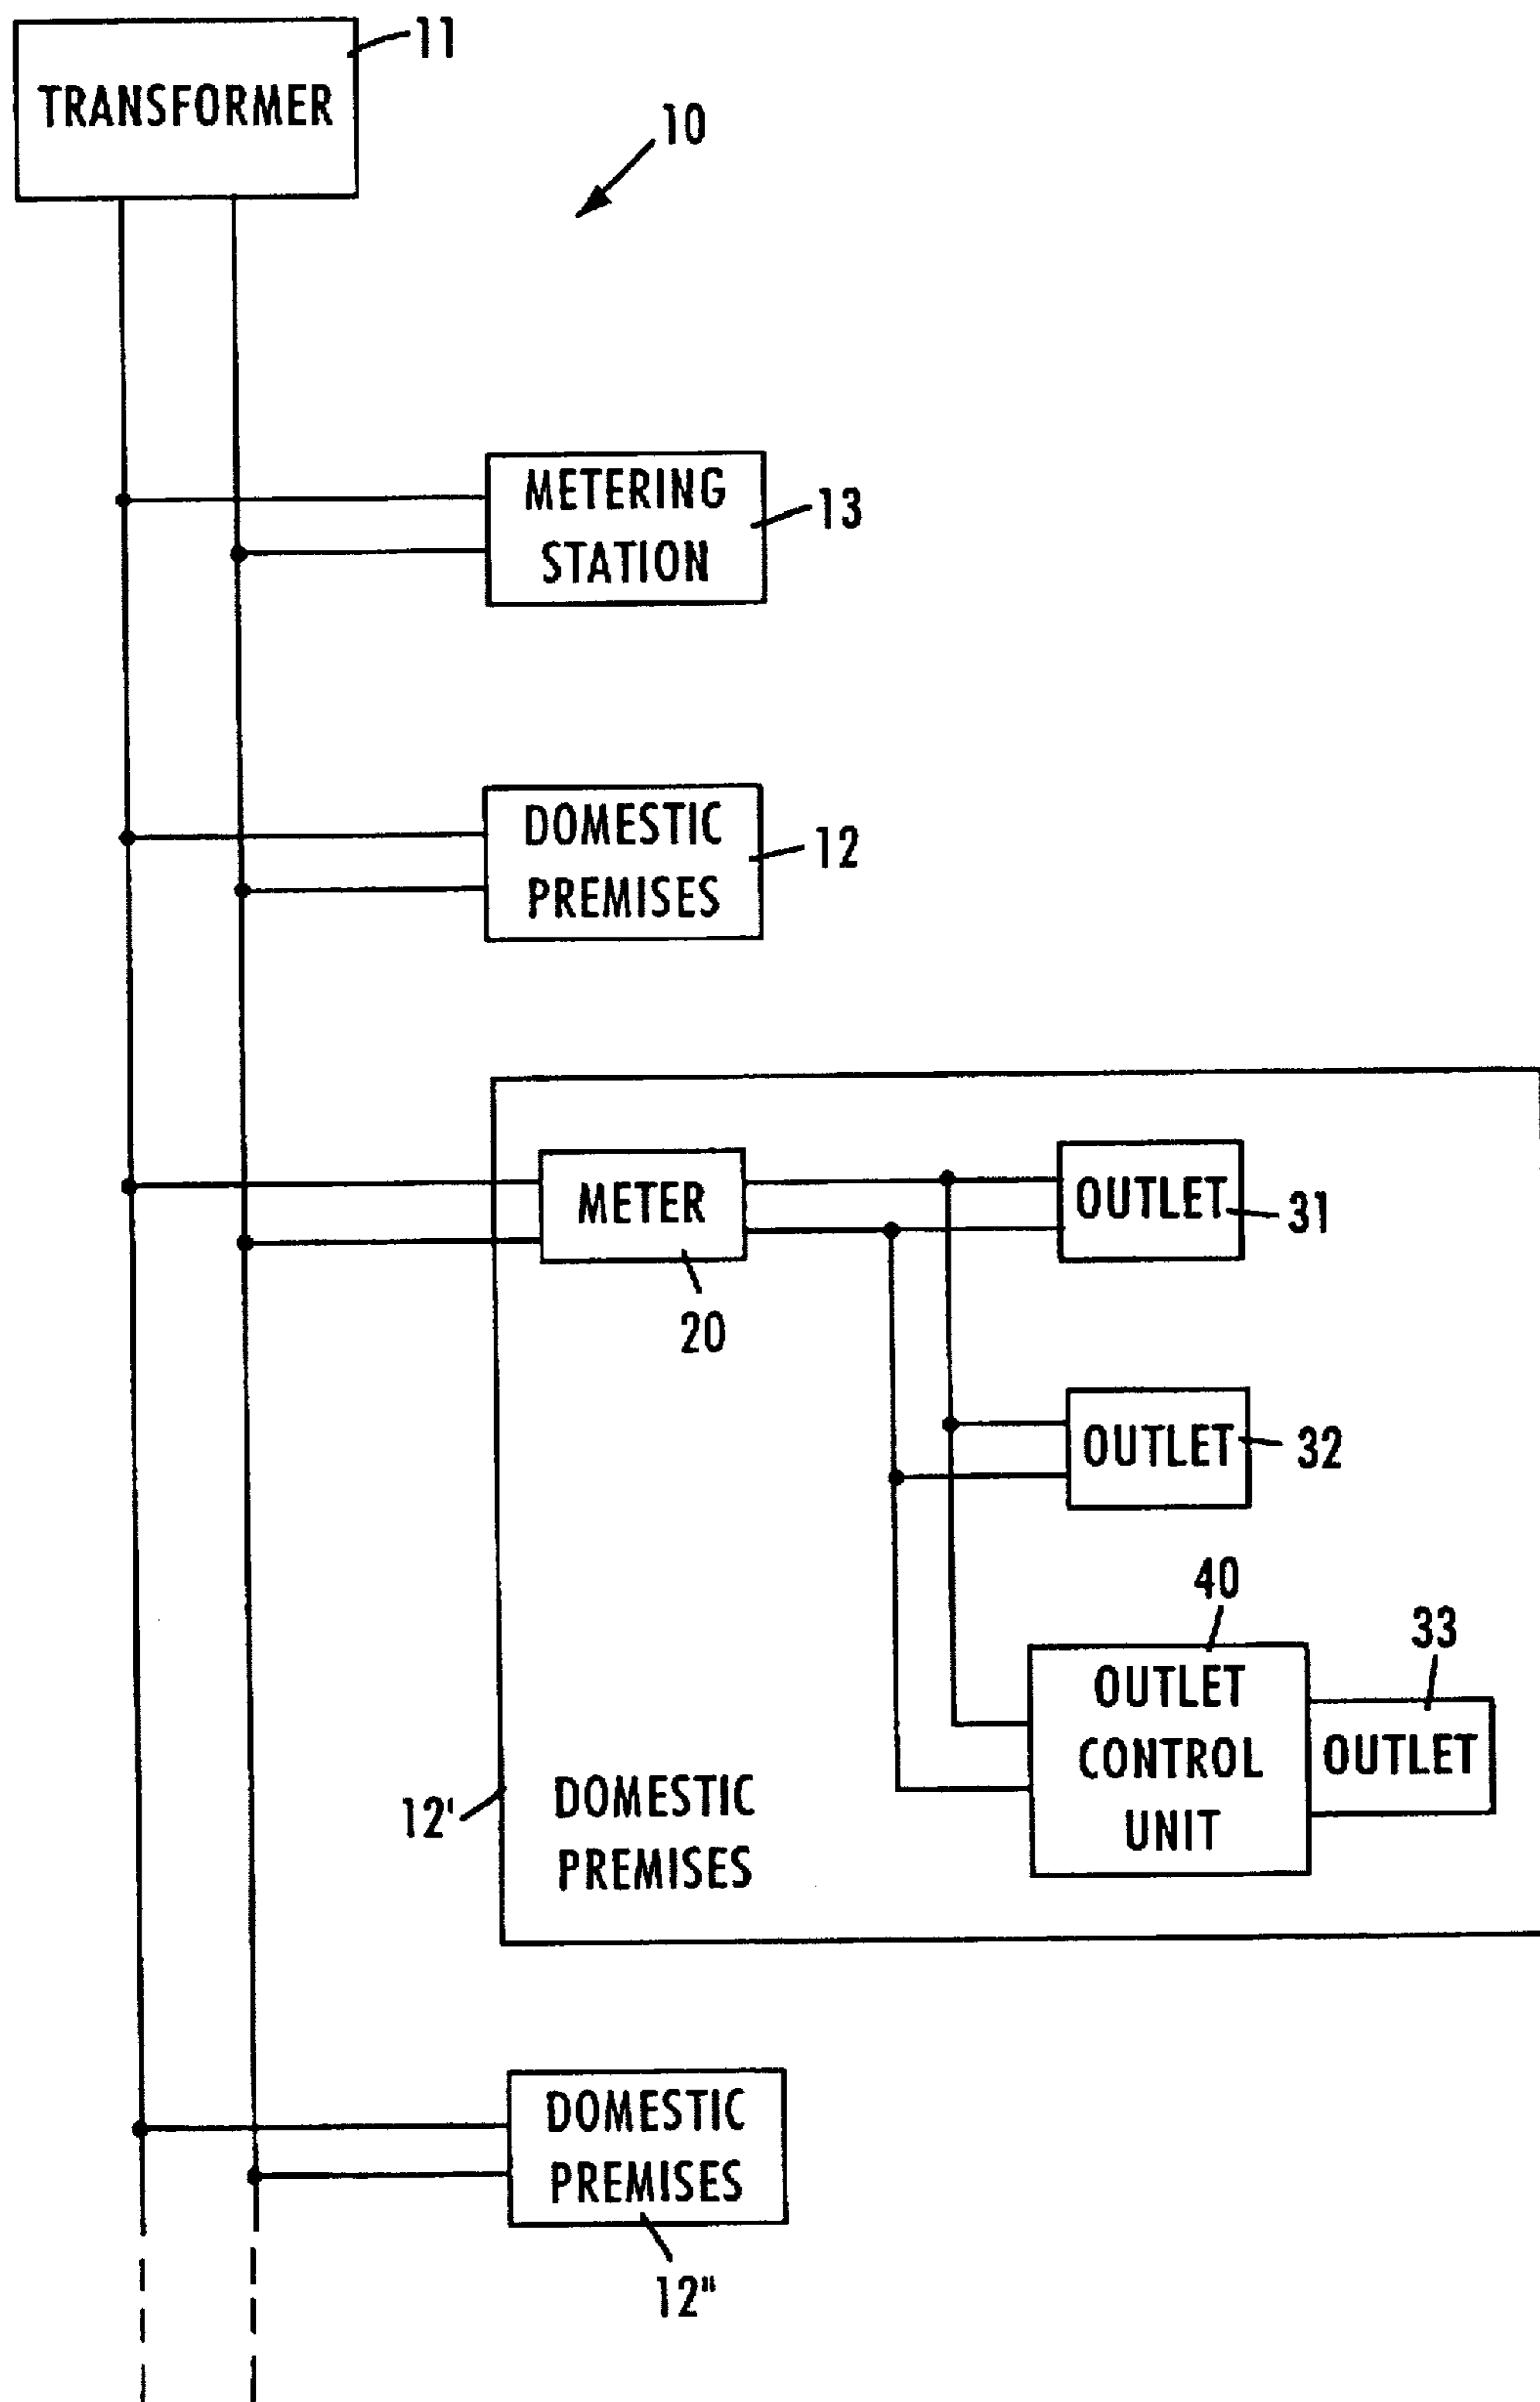 11
TRANSFORMER
10
METERING
STATION
13
DOMESTIC
PREMISES
12
METER
20
OUTLET
31
OUTLET
32
40
33
OUTLET
CONTROL
UNIT
OUTLET
12'
DOMESTIC
PREMISES
DOMESTIC
PREMISES
12"